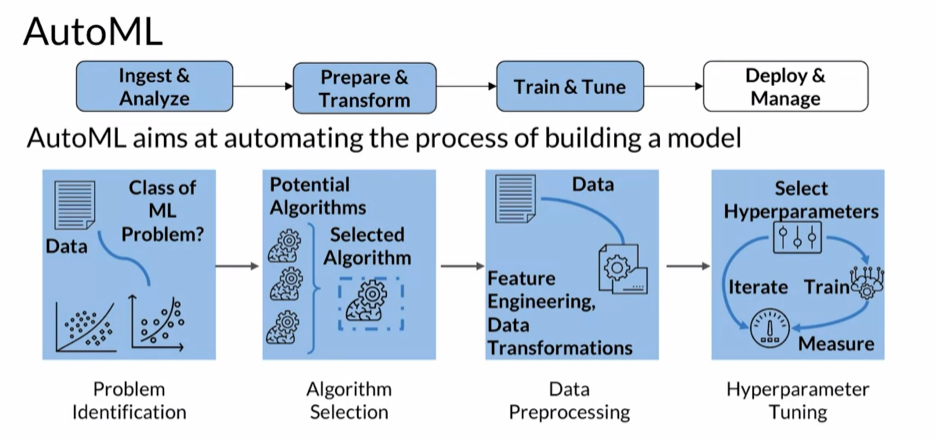 AutoML
Ingest &
Analyze
Prepare &
Transform
Train & Tune
Deploy &
Manage
AutoML aims at automating the process of building a model
Class of
ML
Problem?
Data
Potential
Algorithms
Selected
Algorithm
Data
Feature
Engineering,
Data
Transformations
Select
Hyperparameters
Iterate Train
Measure
Problem
Identification
Algorithm
Selection
Data
Preprocessing
Hyperparameter
Tuning